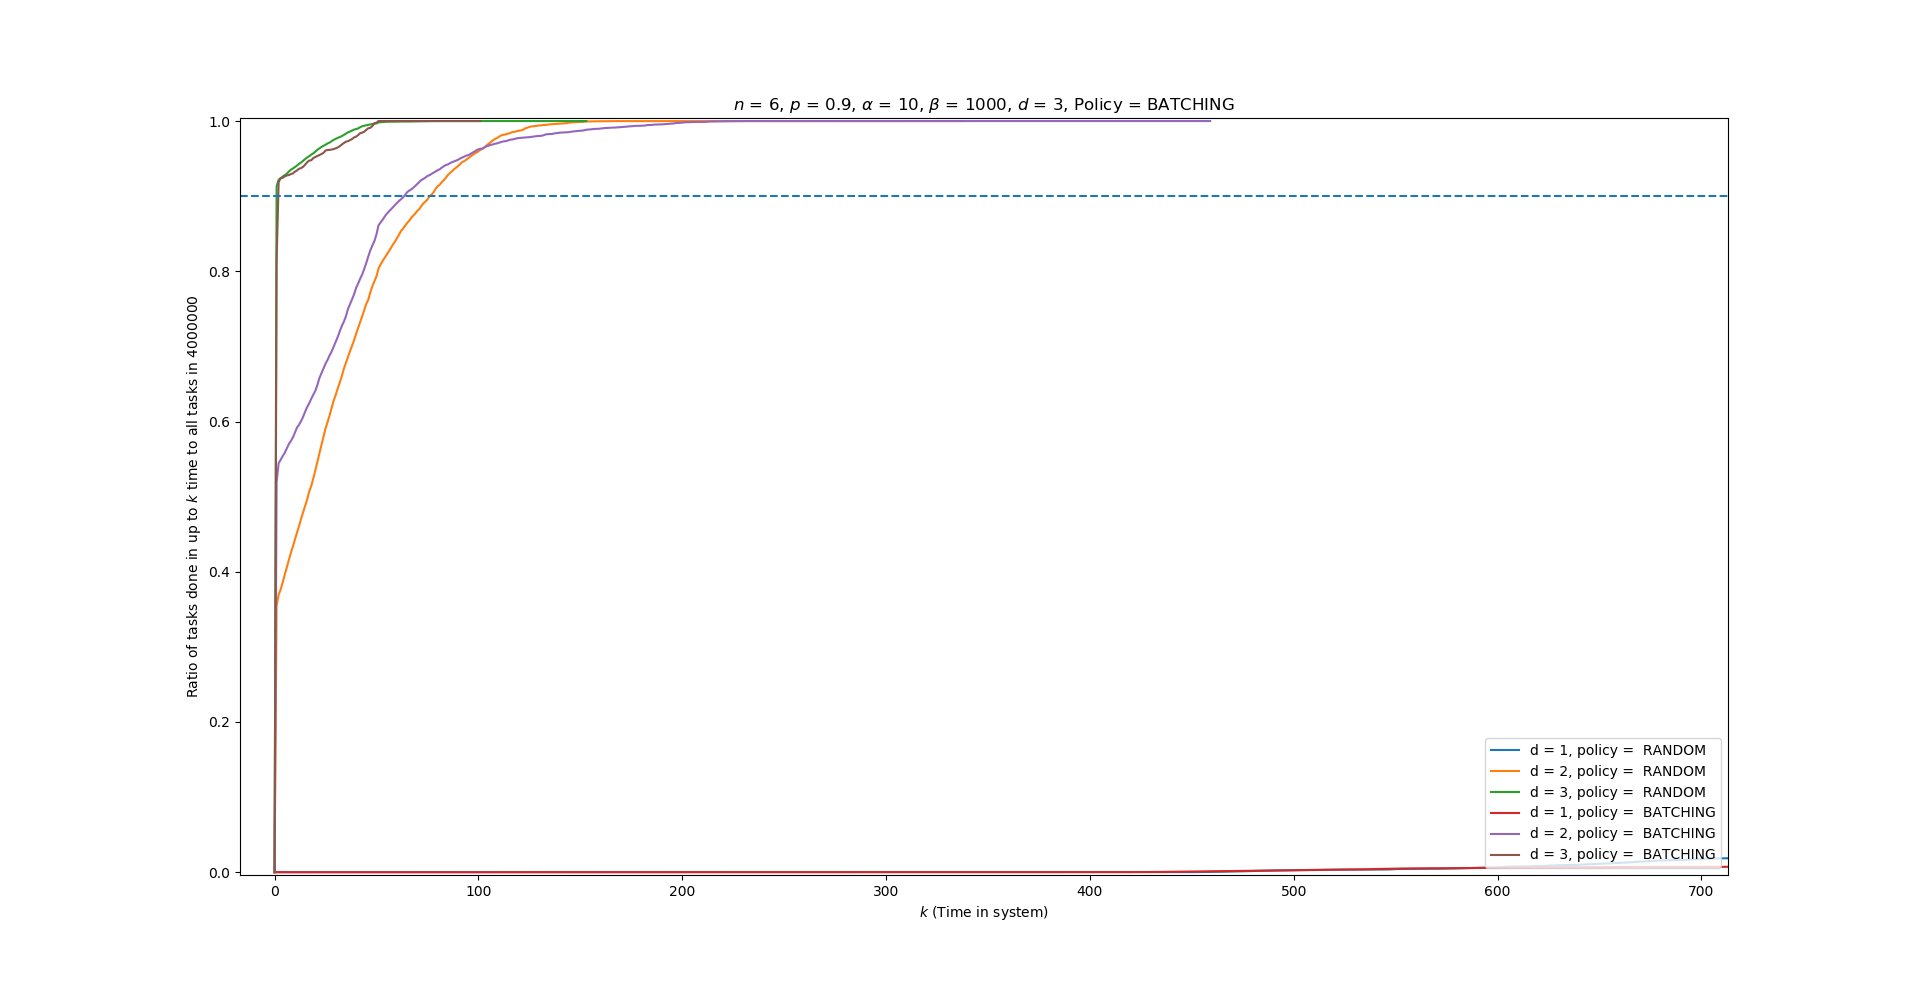 n = 6, p = 0.9, α = 10, β = 1000, d = 3, Policy = BATCHING
Ratio of tasks done in up to k time to all tasks in 4000000
1.0
0.8
0.6
0.4
0.2
0.0
0 100 200 300 400 500 600 700
k (Time in system)
d = 1, policy =  RANDOM
d = 2, policy =  RANDOM
d = 3, policy =  RANDOM
d = 1, policy =  BATCHING
d = 2, policy =  BATCHING
d = 3, policy =  BATCHING